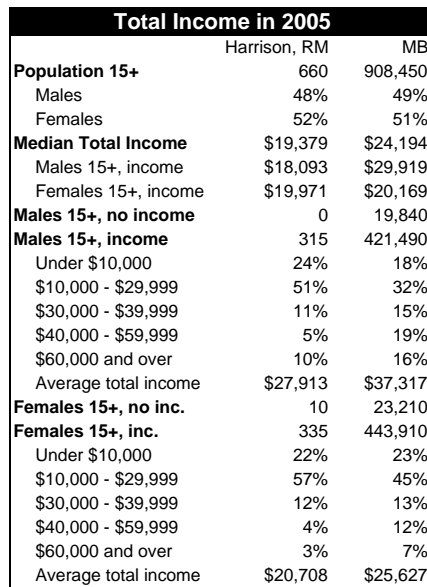 Total Income in 2005
Harrison, RM MB
Population 15+ 660 908,450
Males 48% 49%
Females 52% 51%
Median Total Income $19,379 $24,194
Males 15+, income $18,093 $29,919
Females 15+, income $19,971 $20,169
Males 15+, no income 0 19,840
Males 15+, income 315 421,490
Under $10,000 24% 18%
$10,000 - $29,999 51% 32%
$30,000 - $39,999 11% 15%
$40,000 - $59,999 5% 19%
$60,000 and over 10% 16%
Average total income $27,913 $37,317
Females 15+, no inc. 10 23,210
Females 15+, inc. 335 443,910
Under $10,000 22% 23%
$10,000 - $29,999 57% 45%
$30,000 - $39,999 12% 13%
$40,000 - $59,999 4% 12%
$60,000 and over 3% 7%
Average total income $20,708 $25,627